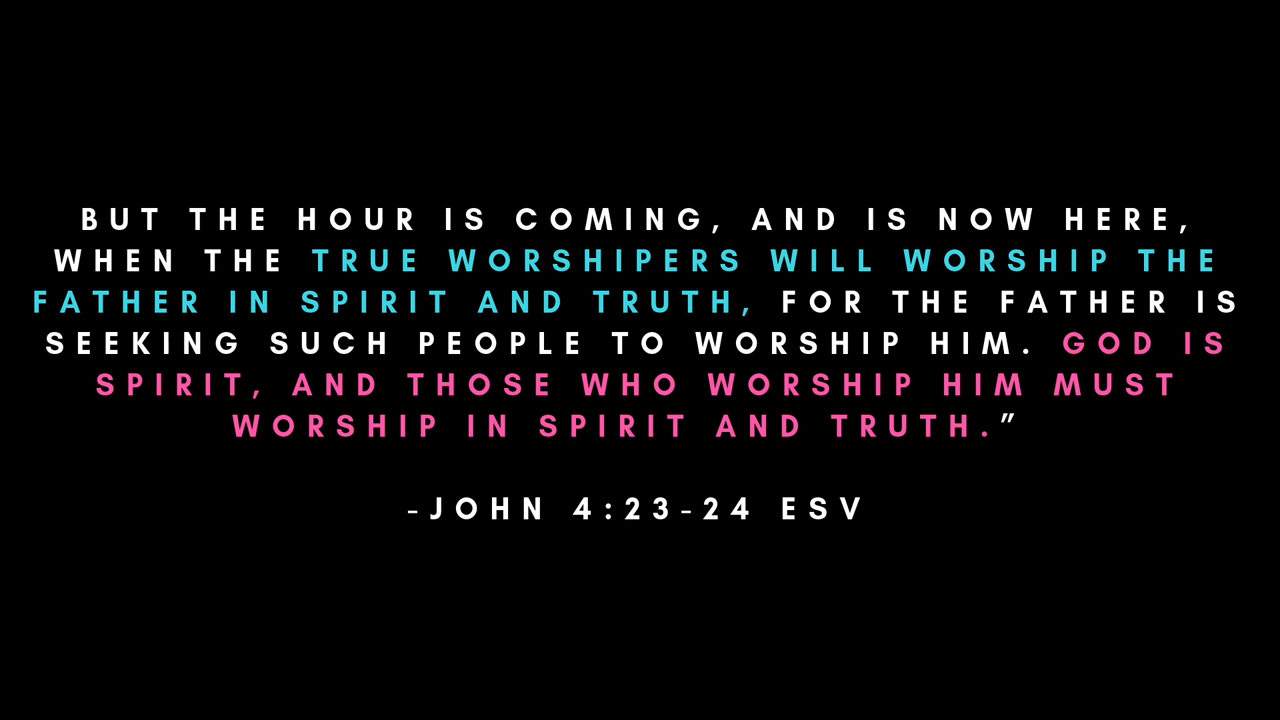 BUT THE HOUR IS COMING, AND IS NOW HERE,
WHEN THE TRUE WORSHIPERS WILL WORSHIP THE
FATHER IN SPIRIT AND TRUTH, FOR THE FATHER IS
SEEKING SUCH PEOPLE TO WORSHIP HIM. GOD IS
SPIRIT, AND THOSE WHO WORSHIP HIM MUST
WORSHIP IN SPIRIT AND TRUTH.”
-JOHN 4:23-24 ESV